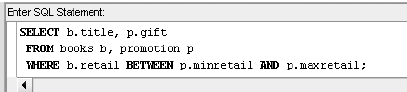 Enter SQL Statement:
SELECT b.title, p.gift
FROM books b, promotion p
WHERE b.retail BETWEEN p.minretail AND p.maxretail;